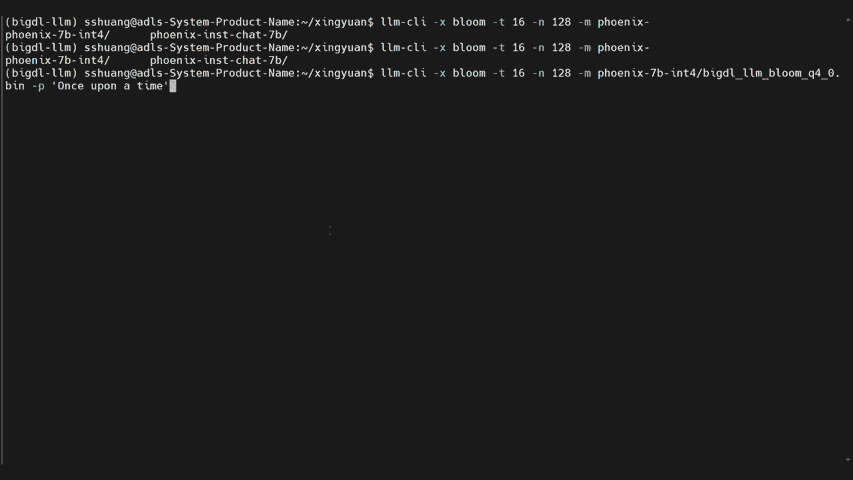 (bigdl-llm) sshuang@adls-System-Product-Name:~/xingyuan$ llm-cli -x bloom -t 16 -n 128 -m phoenix-
phoenix-7b-int4/      phoenix-inst-chat-7b/
(bigdl-llm) sshuang@adls-System-Product-Name:~/xingyuan$ llm-cli -x bloom -t 16 -n 128 -m phoenix-
phoenix-7b-int4/      phoenix-inst-chat-7b/
(bigdl-llm) sshuang@adls-System-Product-Name:~/xingyuan$ llm-cli -x bloom -t 16 -n 128 -m phoenix-7b-int4/bigdl_llm_bloom_q4_0.
bin -p 'Once upon a time'